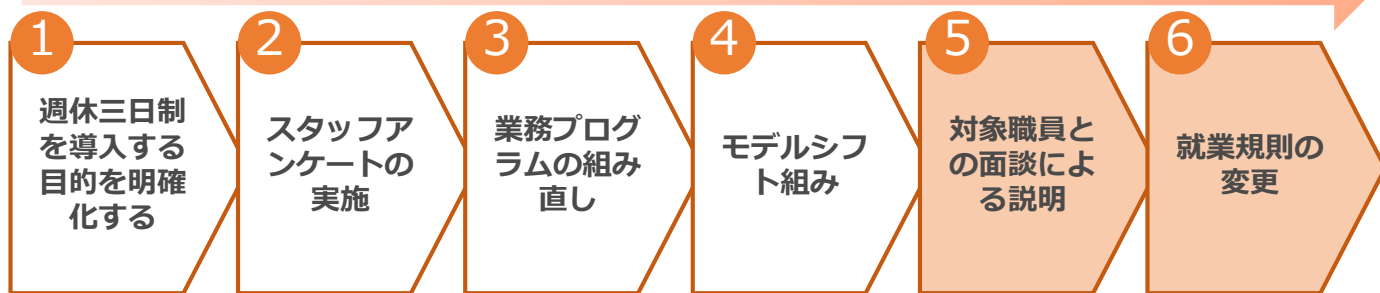 1
週休三日制
を導入する
目的を明確
化する
2
スタッフア
ンケートの
実施
3
業務プログ
ラムの組み
直し
4
モデルシフ
ト組み
5
対象職員と
の面談によ
る説明
6
就業規則の
変更